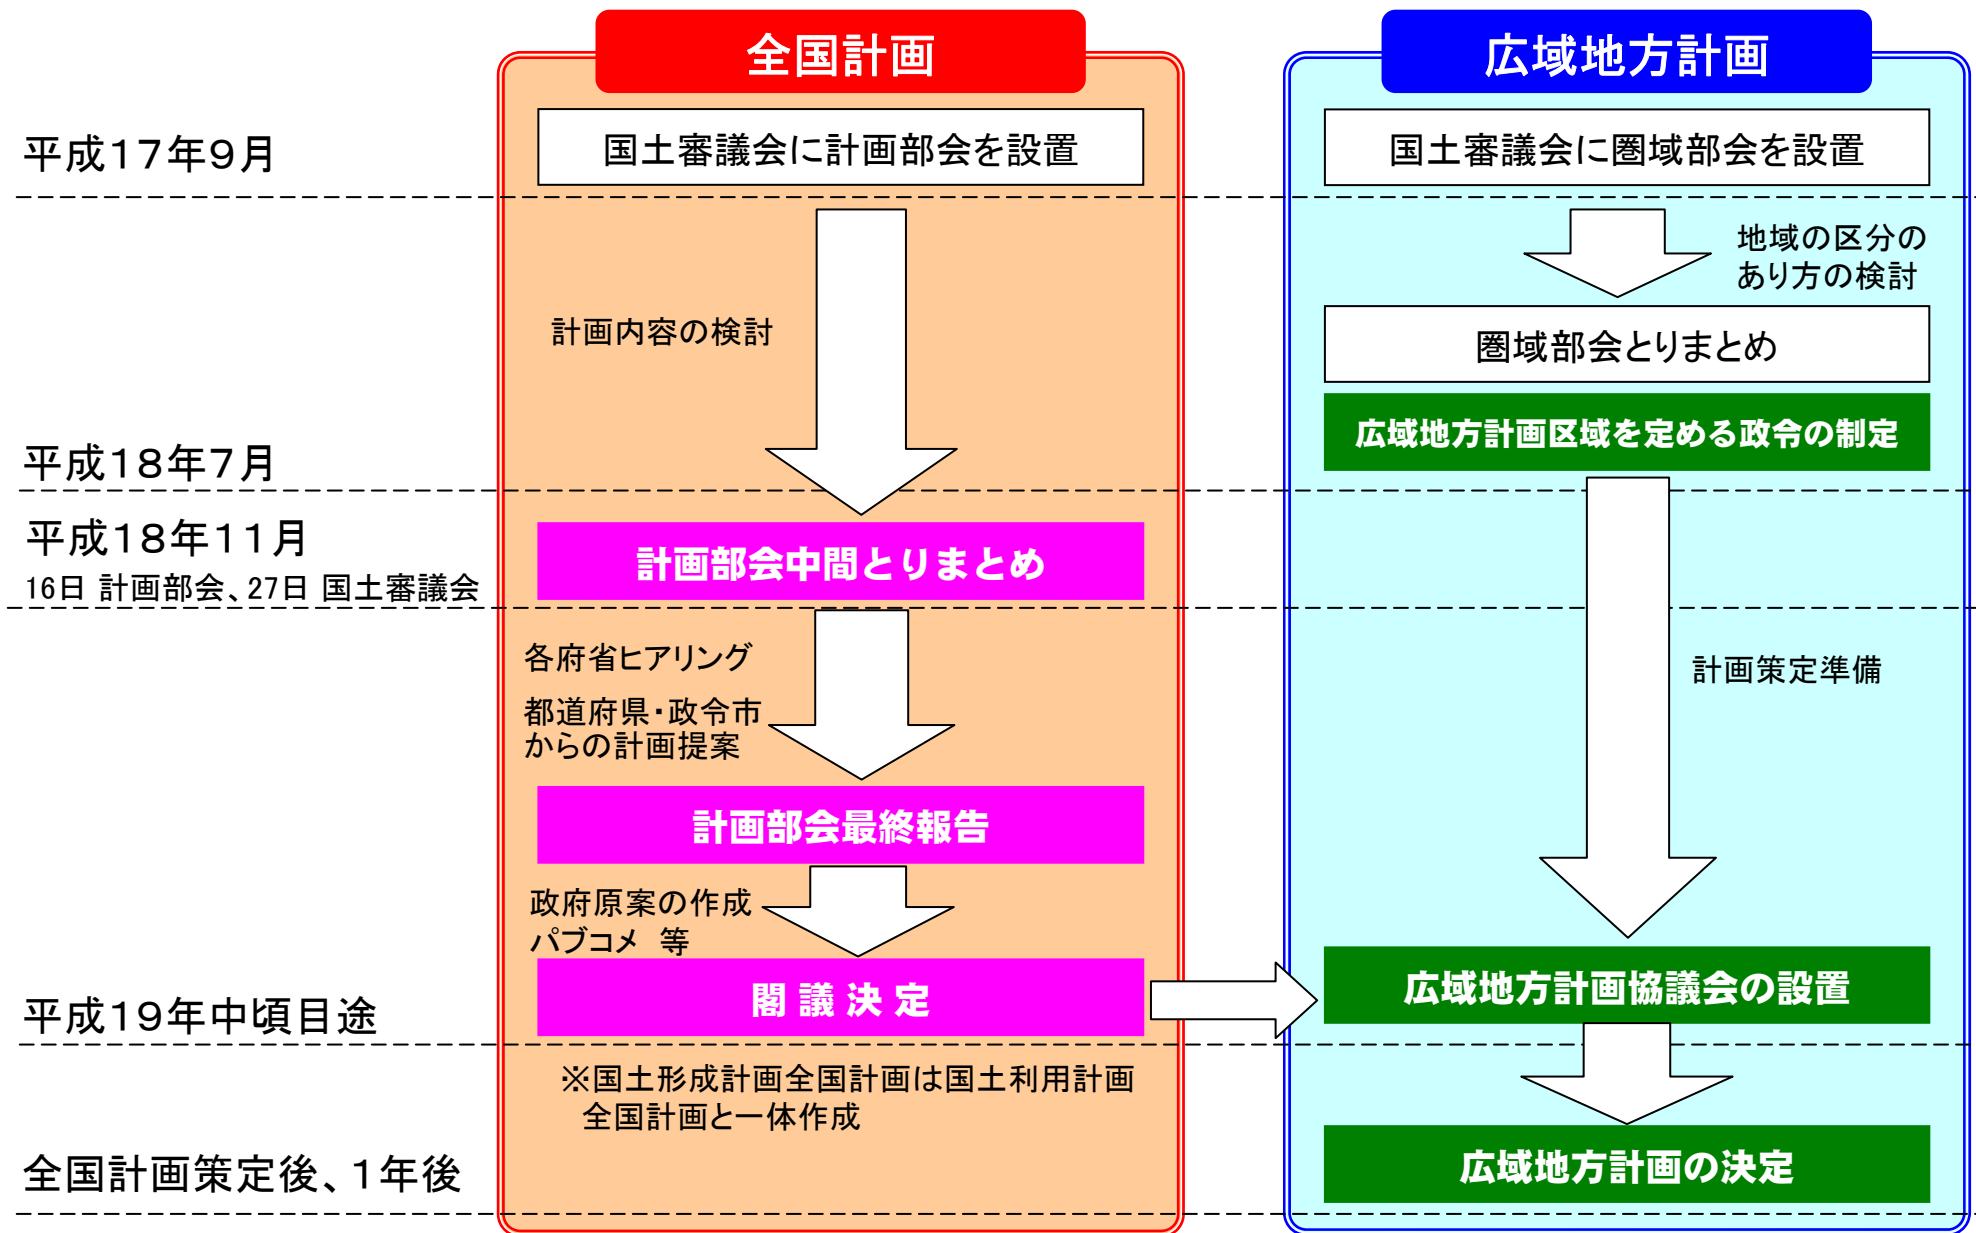 全国計画
広域地方計画
平成17年9月
国土審議会に計画部会を設置
国土審議会に圏域部会を設置
地域の区分の
あり方の検討
計画内容の検討
圏域部会とりまとめ
広域地方計画区域を定める政令の制定
平成18年7月
平成18年11月
16日 計画部会、27日 国土審議会
計画部会中間とりまとめ
各府省ヒアリング
都道府県・政令市
からの計画提案
計画策定準備
計画部会最終報告
政府原案の作成
パブコメ 等
平成19年中頃目途
閣議決定
広域地方計画協議会の設置
※国土形成計画全国計画は国土利用計画
全国計画と一体作成
全国計画策定後、1年後
広域地方計画の決定